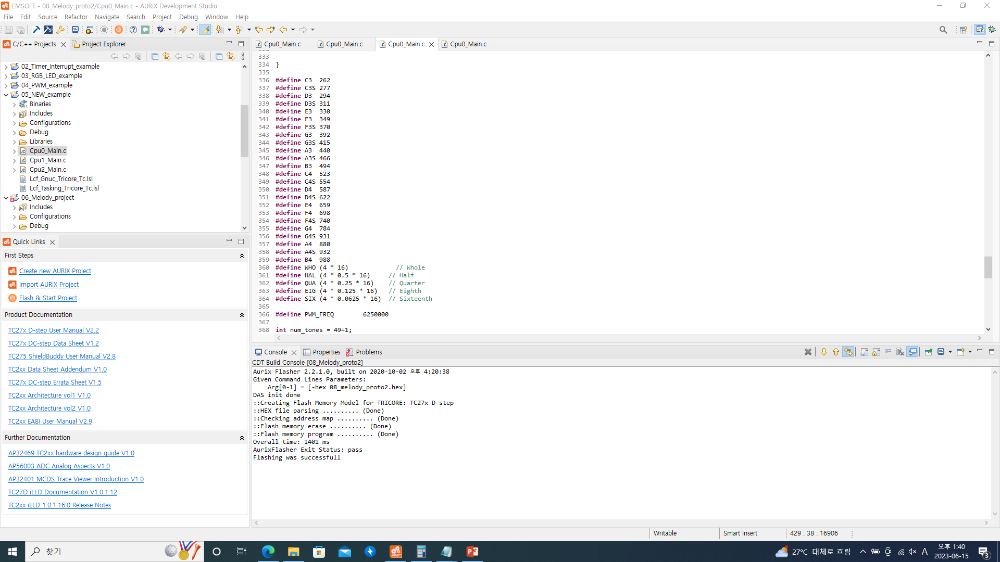 EMSOFT - 08_Melody_proto2/Cpu0_Main.c - AURIX Development Studio
File Edit Source Refactor Navigate Search Project Debug Window Help
C/C++ Projects
Project Explorer
02_Timer_Interrupt_example
03_RGB_LED_example
04_PWM_example
05_NEW_example
Binaries
Includes
Configurations
Debug
Libraries
Cpu0_Main.c
Cpu1_Main.c
Cpu2_Main.c
Lcf_Gnuc_Tricore_Tc.lsl
Lcf_Tasking_Tricore_Tc.lsl
06_Melody_project
Includes
Configurations
Debug
Quick Links
First Steps
Create new AURIX Project
Import AURIX Project
Flash & Start Project
Product Documentation
TC27x D-step User Manual V2.2
TC27x DC-step Data Sheet V1.2
TC275 ShieldBuddy User Manual V2.8
TC2xx Data Sheet Addendum V1.0
TC27x DC-step Errata Sheet V1.5
TC2xx Architecture vol1 V1.0
TC2xx Architecture vol2 V1.0
TC2xx EABI User Manual V2.9
Further Documentation
AP32469 TC2xx hardware design guide V1.0
AP56003 ADC Analog Aspects V1.0
AP32401 MCDS Trace Viewer Introduction V1.0
TC27D iLLD Documentation V1.0.1.12
TC2xx iLLD 1.0.1.16.0 Release Notes
Cpu0_Main.c Cpu0_Main.c Cpu0_Main.c Cpu0_Main.c
333
334 }
335
336 #define C3  262
337 #define C3S 277
338 #define D3  294
339 #define D3S 311
340 #define E3  330
341 #define F3  349
342 #define F3S 370
343 #define G3  392
344 #define G3S 415
345 #define A3  440
346 #define A3S 466
347 #define B3  494
348 #define C4  523
349 #define C4S 554
350 #define D4  587
351 #define D4S 622
352 #define E4  659
353 #define F4  698
354 #define F4S 740
355 #define G4  784
356 #define G4S 931
357 #define A4  880
358 #define A4S 932
359 #define B4  988
360 #define WHO (4 * 16)             // Whole
361 #define HAL (4 * 0.5 * 16)     // Half
362 #define QUA (4 * 0.25 * 16)    // Quarter
363 #define EIG (4 * 0.125 * 16)   // Eighth
364 #define SIX (4 * 0.0625 * 16)  // Sixteenth
365
366 #define PWM_FREQ        6250000
367
368 int num_tones = 49+1;
Console Properties Problems
CDT Build Console [08_Melody_proto2]
Aurix Flasher 2.2.1.0, built on 2020-10-02 오후 4:20:38
Given Command Lines Parameters:
Arg[0-1] = [-hex 08_melody_proto2.hex]
DAS init done
::Creating Flash Memory Model for TRICORE: TC27x D step
::HEX file parsing .......... (Done)
::Checking address map .......... (Done)
::Flash memory erase .......... (Done)
::Flash memory program .......... (Done)
Overall time: 1401 ms
AurixFlasher Exit Status: pass
Flashing was successfull
Writable
Smart Insert
429 : 38 : 16906
찾기
27°C 대체로 흐림
A
오후 1:40
2023-06-15
3